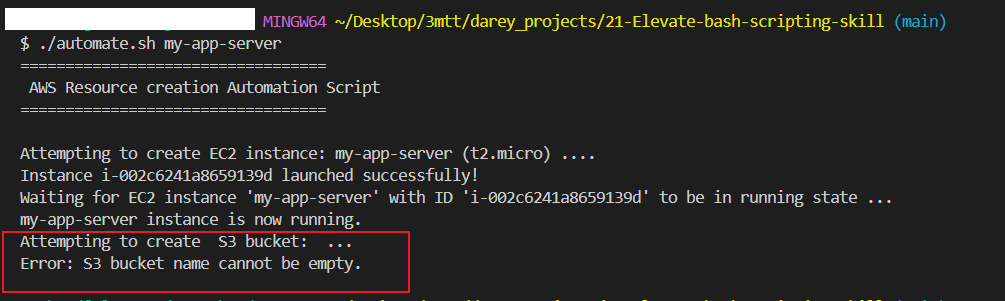 MINGW64 ~/Desktop/3mtt/darey_projects/21-Elevate-bash-scripting-skill (main)
$ ./automate.sh my-app-server
==================================
AWS Resource creation Automation Script
==================================
Attempting to create EC2 instance: my-app-server (t2.micro) ....
Instance i-002c6241a8659139d launched successfully!
Waiting for EC2 instance 'my-app-server' with ID 'i-002c6241a8659139d' to be in running state ...
my-app-server instance is now running.
Attempting to create  S3 bucket:  ...
Error: S3 bucket name cannot be empty.